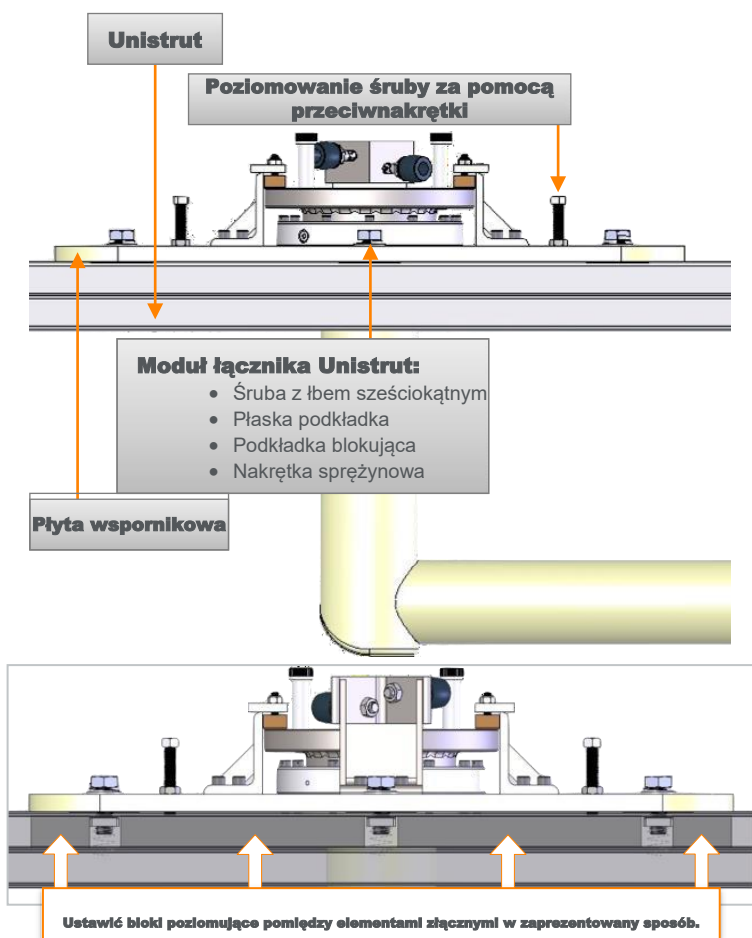 Unistrut
Poziomowanie śruby za pomocą
przeciwnakrętki
Moduł łącznika Unistrut:
• Śruba z łbem sześciokątnym
• Płaska podkładka
• Podkładka blokująca
• Nakrętka sprężynowa
Płyta wspornikowa
Ustawić bloki poziomujące pomiędzy elementami złącznymi w zaprezentowany sposób.